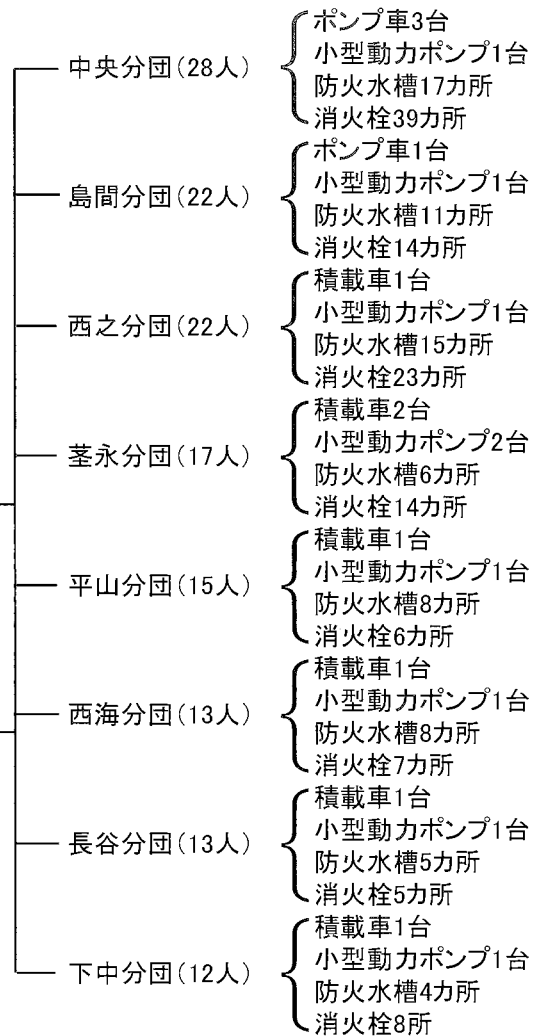 中央分団(28人)
ポンプ車3台
小型動力ポンプ1台
防火水槽17カ所
消火栓39カ所
島間分団(22人)
ポンプ車1台
小型動力ポンプ1台
防火水槽11カ所
消火栓14カ所
西之分団(22人)
積載車1台
小型動力ポンプ1台
防火水槽15カ所
消火栓23カ所
茎永分団(17人)
積載車2台
小型動力ポンプ2台
防火水槽6カ所
消火栓14カ所
平山分団(15人)
積載車1台
小型動力ポンプ1台
防火水槽8カ所
消火栓6カ所
西海分団(13人)
積載車1台
小型動力ポンプ1台
防火水槽8カ所
消火栓7カ所
長谷分団(13人)
積載車1台
小型動力ポンプ1台
防火水槽5カ所
消火栓5カ所
下中分団(12人)
積載車1台
小型動力ポンプ1台
防火水槽4カ所
消火栓8所